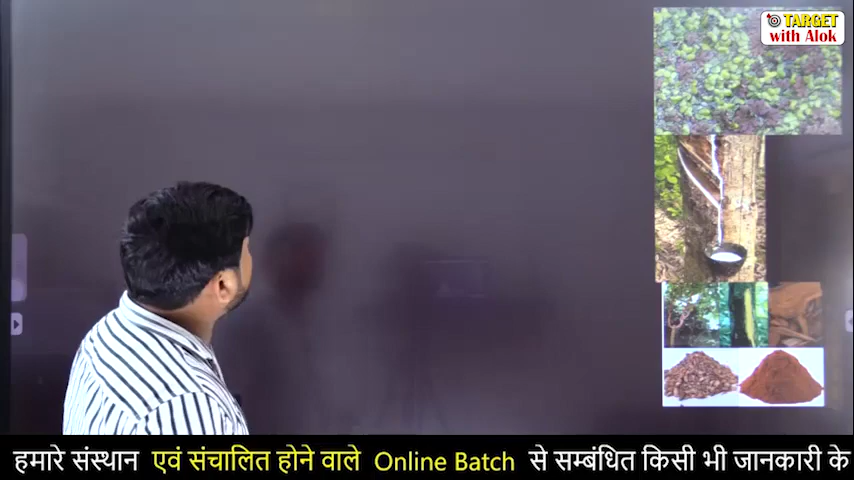 TARGET
with Alok
हमारे संस्थान एवं संचालित होने वाले Online Batch से सम्बंधित किसी भी जानकारी के